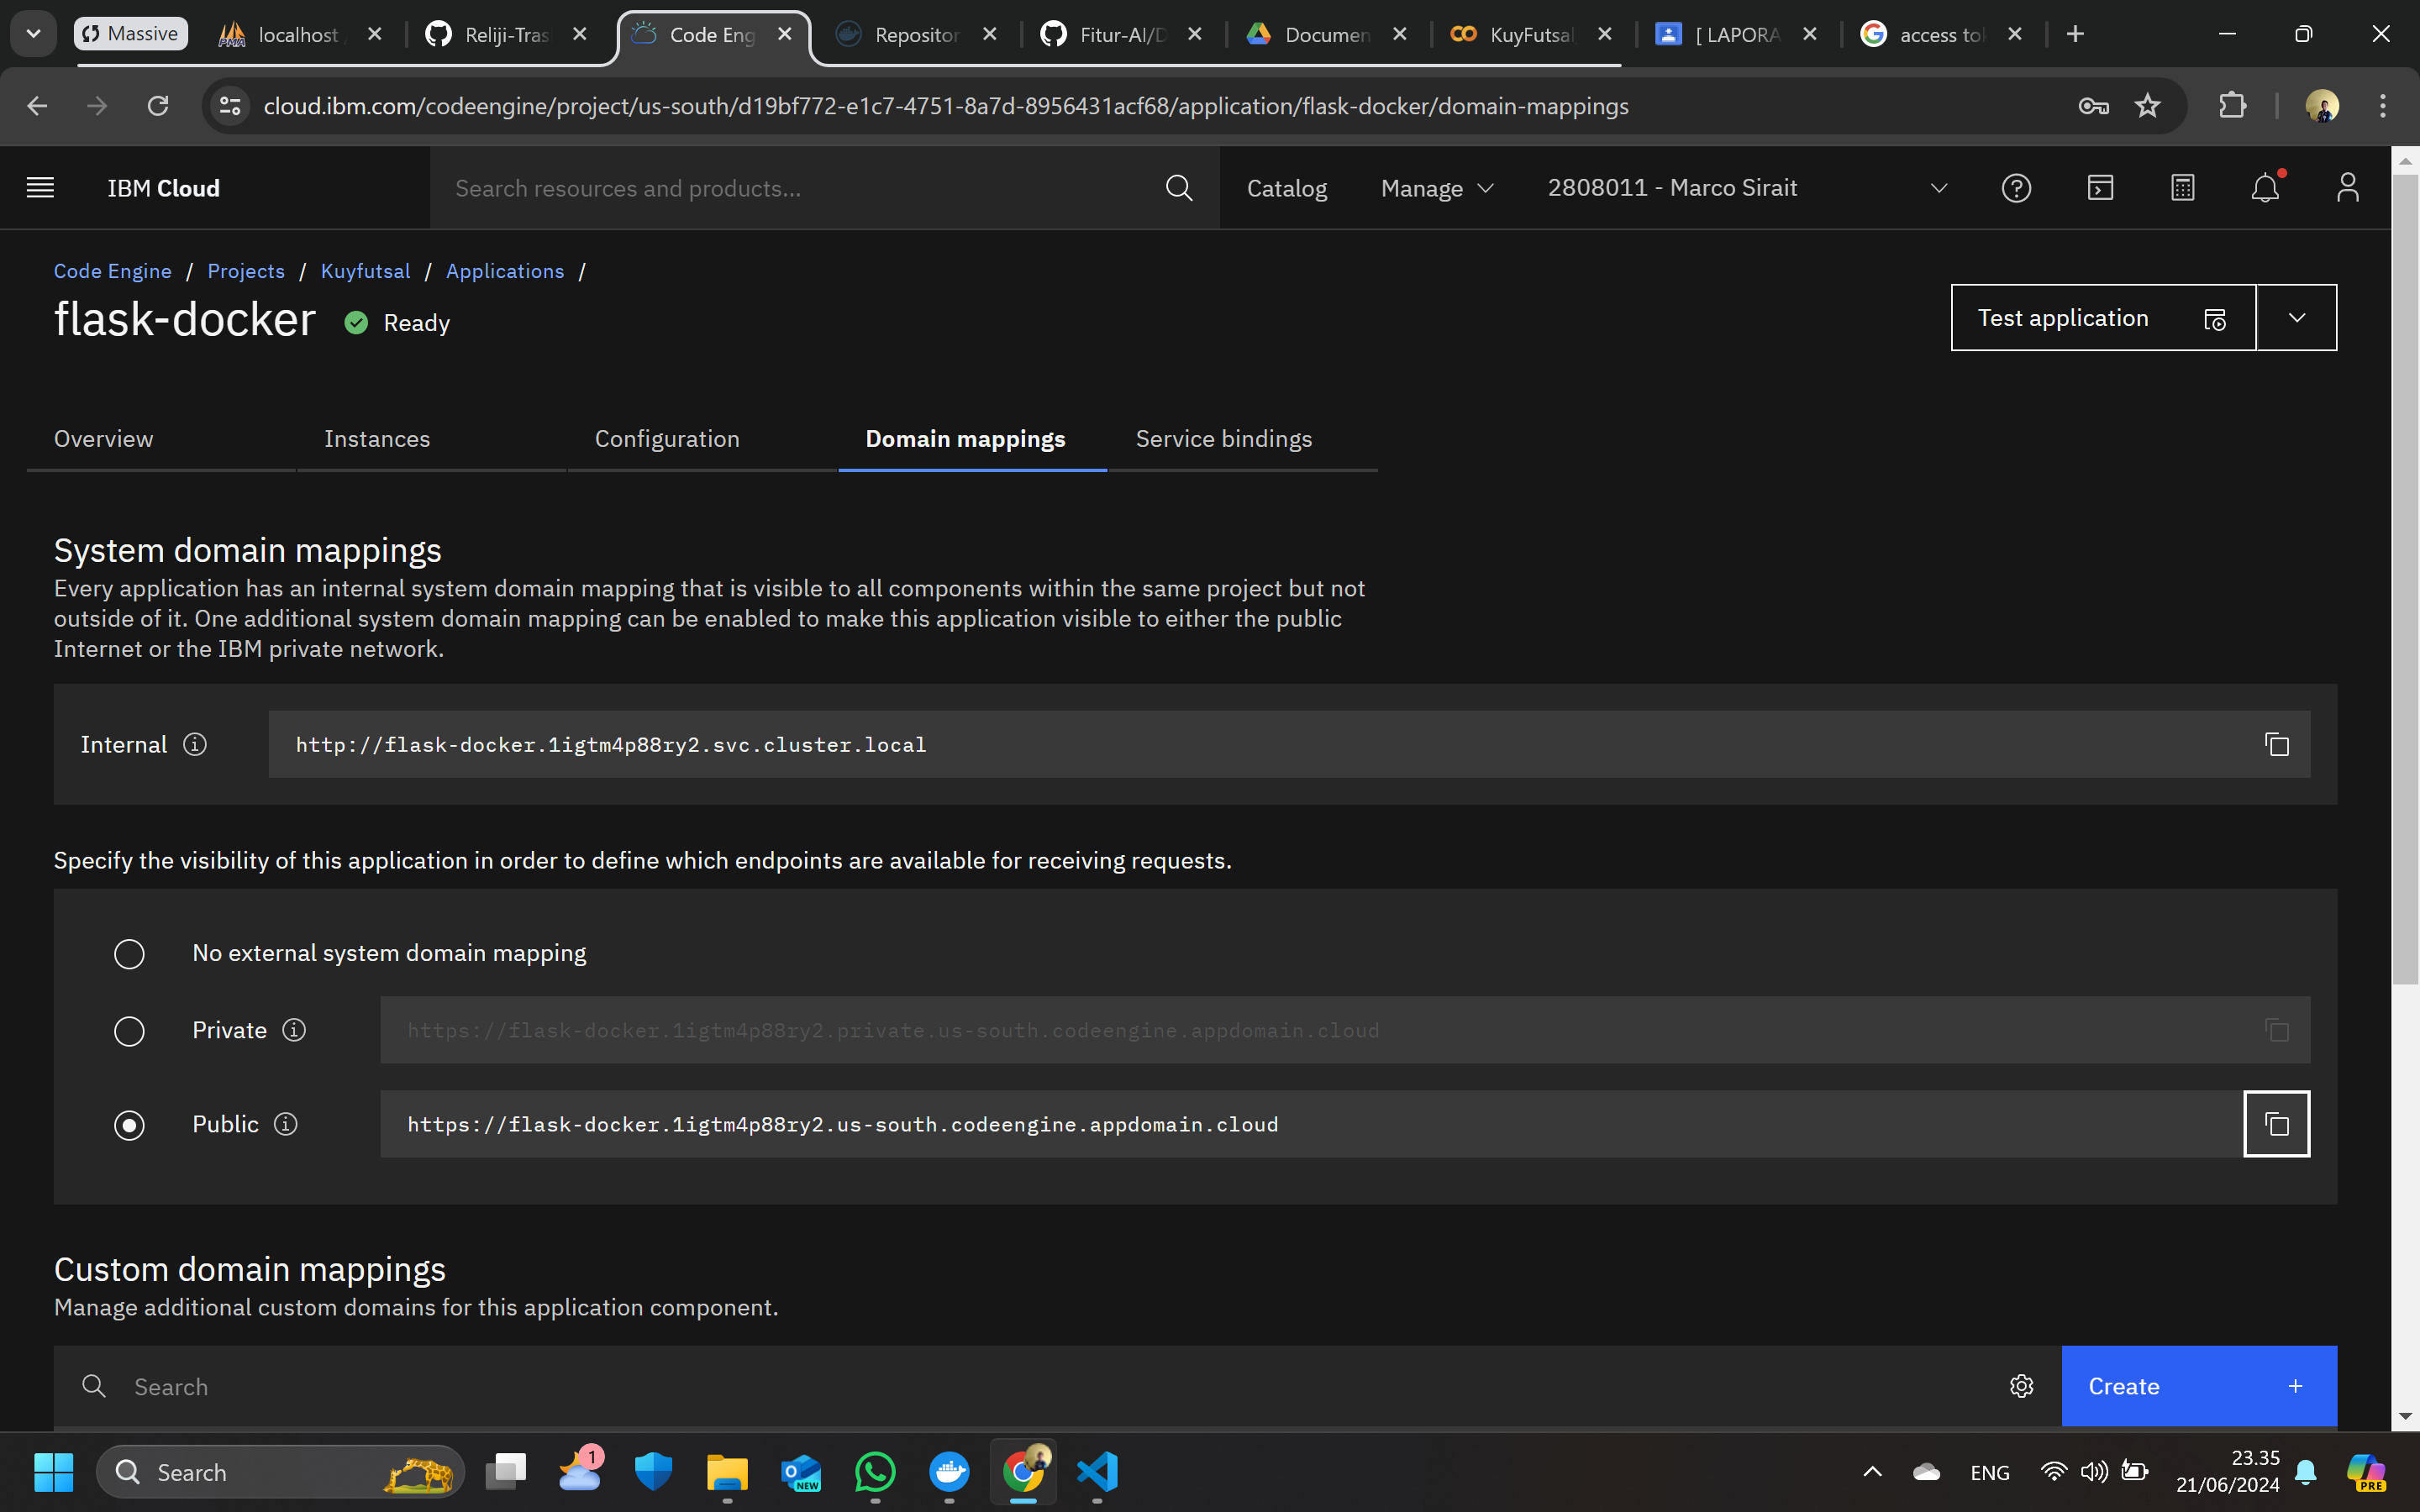 Massive
localhost
Reliji-Tras
Code Eng
Repositor
Fitur-AI/D
Documen
KuyFutsal
[ LAPORA
access tok
cloud.ibm.com/codeengine/project/us-south/d19bf772-e1c7-4751-8a7d-8956431acf68/application/flask-docker/domain-mappings
IBM Cloud
Search resources and products...
Catalog
Manage
2808011 - Marco Sirait
Code Engine / Projects / Kuyfutsal / Applications /
flask-docker
Ready
Test application
Overview
Instances
Configuration
Domain mappings
Service bindings
System domain mappings
Every application has an internal system domain mapping that is visible to all components within the same project but not
outside of it. One additional system domain mapping can be enabled to make this application visible to either the public
Internet or the IBM private network.
Internal
http://flask-docker.1igtm4p88ry2.svc.cluster.local
Specify the visibility of this application in order to define which endpoints are available for receiving requests.
No external system domain mapping
Private
https://flask-docker.1igtm4p88ry2.private.us-south.codeengine.appdomain.cloud
Public
https://flask-docker.1igtm4p88ry2.us-south.codeengine.appdomain.cloud
Custom domain mappings
Manage additional custom domains for this application component.
Search
Create
Search
1
NEW
ENG
23.35
21/06/2024
PRE